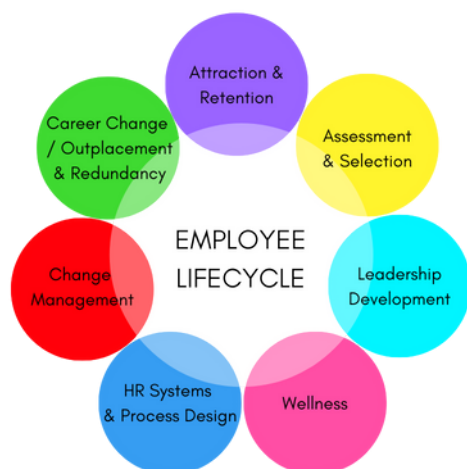 Attraction &
Retention
Assessment
& Selection
Leadership
Development
Wellness
HR Systems
& Process Design
Change
Management
Career Change
/ Outplacement
& Redundancy
EMPLOYEE
LIFECYCLE